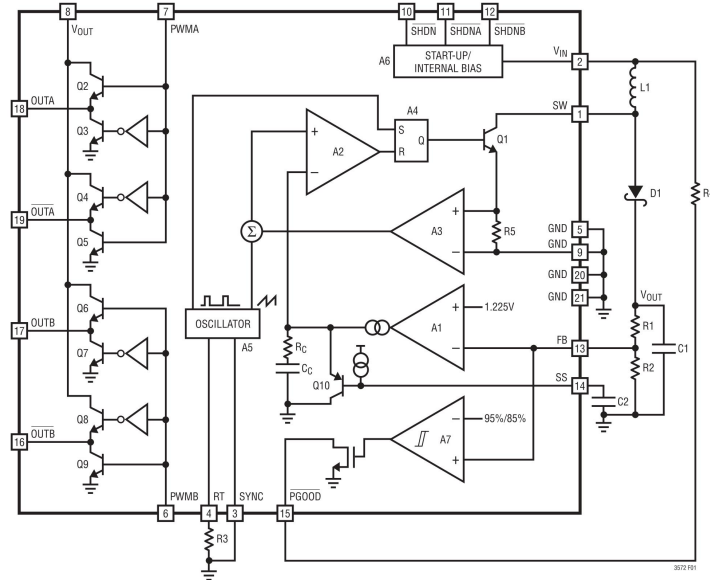 8 7 10 11 12
VOUT PWMA SHDN SHDNA SHDNB
A6 START-UP/
INTERNAL BIAS
VIN 2
L1
Q2
18 OUTA
Q3
A4
S
Q
R
Q1
SW 1
A2
+
−
D1
R
Q4
19 OUTA
Q5
Σ
A3
+
−
R5
GND 5
GND 9
GND 20
GND 21
VOUT
Q6
17 OUTB
Q7
OSCILLATOR
A5
A1
+
−
1.225V
RC
CC
Q10
FB 13
R1
R2
C1
SS 14
C2
Q8
16 OUTB
Q9
A7
−
+
95%/85%
PWMB RT SYNC PGOOD
6 4 3 15
R3
3572 F01